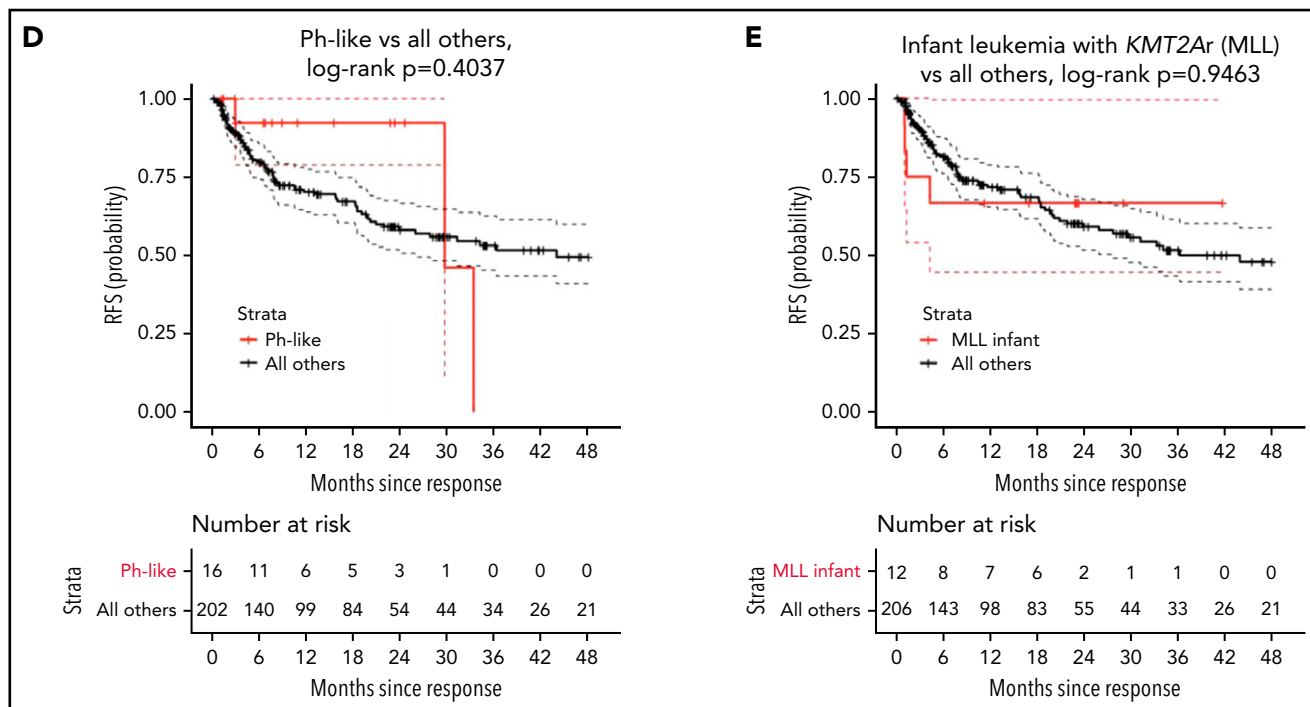 D
Ph-like vs all others,
log-rank p=0.4037
1.00
0.75
0.50
0.25
0.00
RFS (probability)
Strata
Ph-like
All others
0 6 12 18 24 30 36 42 48
Months since response
Number at risk
Strata
Ph-like 16 11 6 5 3 1 0 0 0
All others 202 140 99 84 54 44 34 26 21
0 6 12 18 24 30 36 42 48
Months since response
E
Infant leukemia with KMT2Ar (MLL)
vs all others, log-rank p=0.9463
1.00
0.75
0.50
0.25
0.00
RFS (probability)
Strata
MLL infant
All others
0 6 12 18 24 30 36 42 48
Months since response
Number at risk
Strata
MLL infant 12 8 7 6 2 1 1 0 0
All others 206 143 98 83 55 44 33 26 21
0 6 12 18 24 30 36 42 48
Months since response